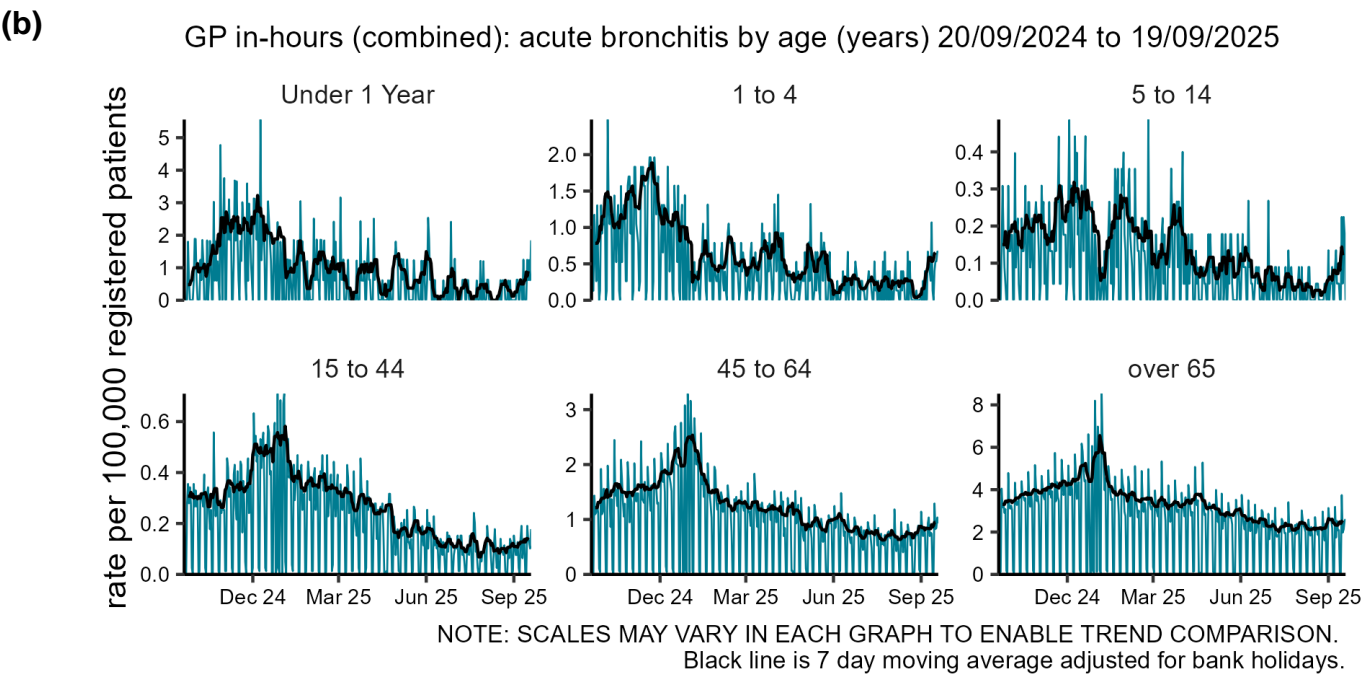 (b)
GP in-hours (combined): acute bronchitis by age (years) 20/09/2024 to 19/09/2025
rate per 100,000 registered patients
Under 1 Year
5
4
3
2
1
0
1 to 4
2.0
1.5
1.0
0.5
0.0
5 to 14
0.4
0.3
0.2
0.1
0.0
15 to 44
0.6
0.4
0.2
0.0
Dec 24 Mar 25 Jun 25 Sep 25
45 to 64
3
2
1
0
Dec 24 Mar 25 Jun 25 Sep 25
over 65
8
6
4
2
0
Dec 24 Mar 25 Jun 25 Sep 25
NOTE: SCALES MAY VARY IN EACH GRAPH TO ENABLE TREND COMPARISON.
Black line is 7 day moving average adjusted for bank holidays.